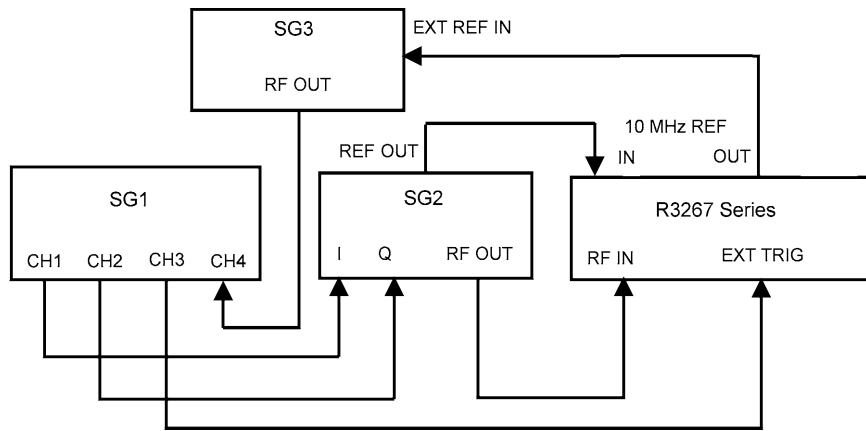 SG3
EXT REF IN
RF OUT
10 MHz REF
REF OUT
IN
OUT
SG1
SG2
R3267 Series
CH1
CH2
CH3
CH4
I
Q
RF OUT
RF IN
EXT TRIG